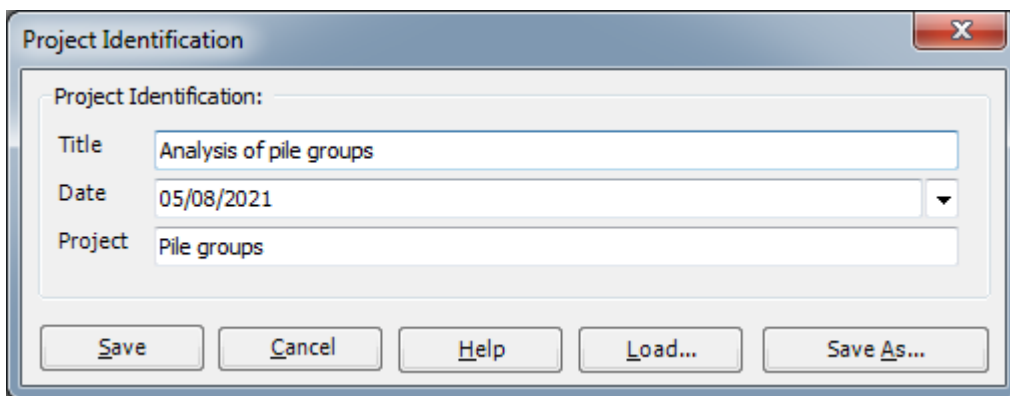 Project Identification
Project Identification:
Title Analysis of pile groups
Date 05/08/2021
Project Pile groups
Save Cancel Help Load... Save As...